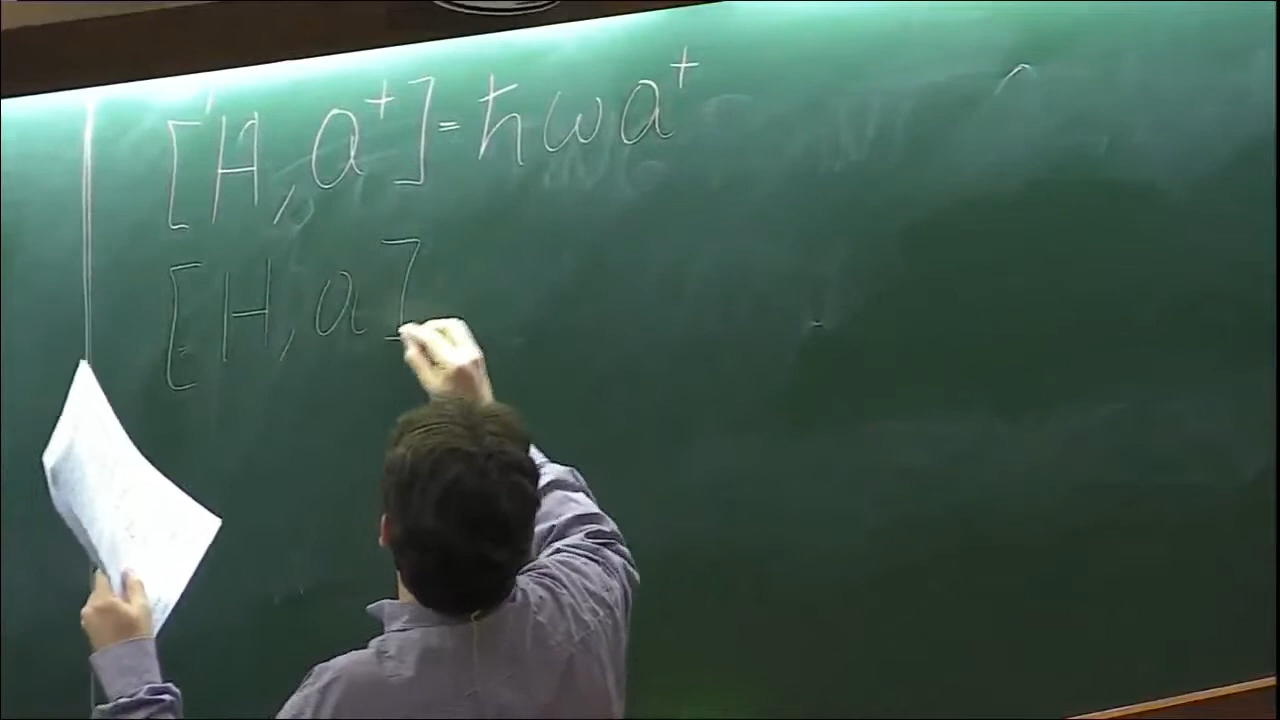 [H, a⁺] = ħωa⁺
[H, a]